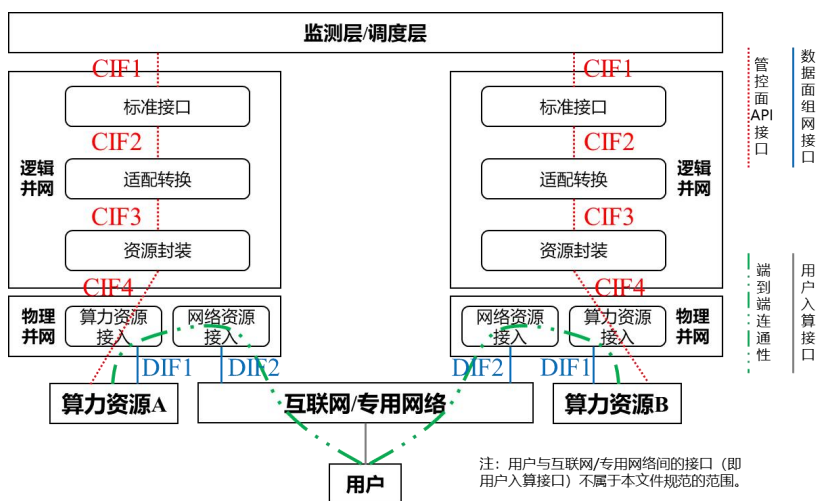 监测层/调度层
CIF1
CIF1
标准接口
标准接口
CIF2
CIF2
逻辑
并网
适配转换
适配转换
逻辑
并网
CIF3
CIF3
资源封装
资源封装
CIF4
CIF4
物理
并网
算力资源
接入
网络资源
接入
网络资源
接入
算力资源
接入
物理
并网
DIF1
DIF2
DIF2
DIF1
算力资源A
互联网/专用网络
算力资源B
用户
管控面API接口
数据面组网接口
端到端连通性
用户入算接口
注：用户与互联网/专用网络间的接口（即
用户入算接口）不属于本文件规范的范围。